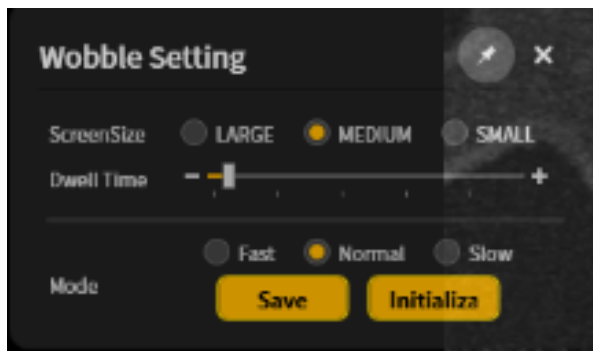 Wobble Setting
ScreenSize LARGE MEDIUM SMALL
Dwell Time - +
Fast Normal Slow
Mode
Save Initializa